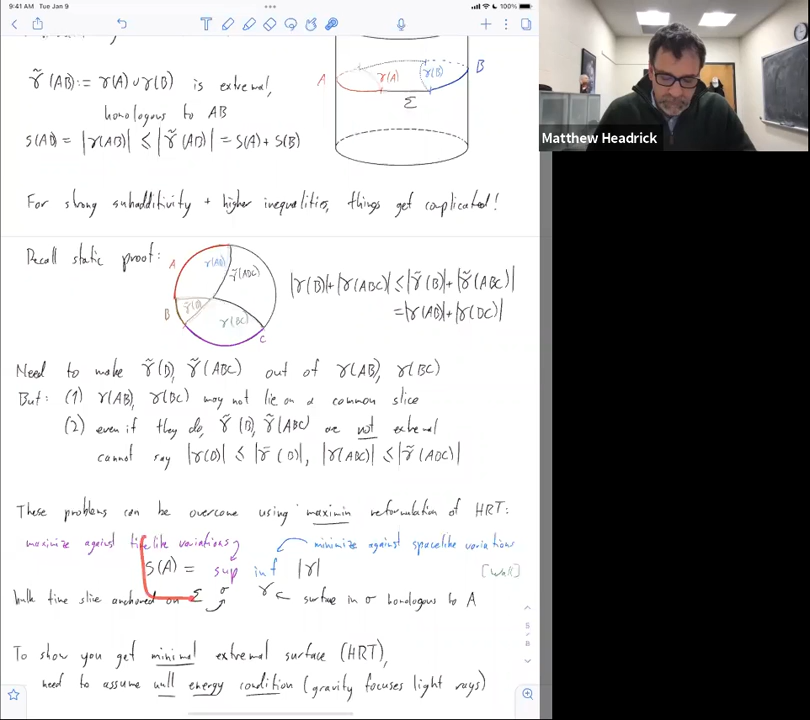 9:41 AM Tue Jan 9
100%
γ̃(AB) := γ(A) ∪ γ(B) is extremal,
homologous to AB
S(AB) = |γ(AB)| ≤ |γ̃(AB)| = S(A) + S(B)
A
γ(A)
γ(B)
B
Σ
For strong subadditivity + higher inequalities, things get complicated!
Recall static proof:
A
γ(AB)
γ̃(ABC)
B
γ̃(B)
γ(BC)
C
|γ(B)| + |γ(ABC)| ≤ |γ̃(B)| + |γ̃(ABC)|
= |γ(AB)| + |γ(BC)|
Need to make γ̃(B), γ̃(ABC) out of γ(AB), γ(BC)
But: (1) γ(AB), γ(BC) may not lie on a common slice
(2) even if they do, γ̃(B), γ̃(ABC) are not extremal
cannot say |γ(B)| ≤ |γ̃(B)|, |γ(ABC)| ≤ |γ̃(ABC)|
These problems can be overcome using maximin reformulation of HRT:
maximize against timelike variations
minimize against spacelike variations
S(A) = sup inf |γ|
[Wall]
bulk time slice anchored on Σ
σ
γ
surface in σ homologous to A
To show you get minimal extremal surface (HRT),
need to assume null energy condition (gravity focuses light rays)
Matthew Headrick